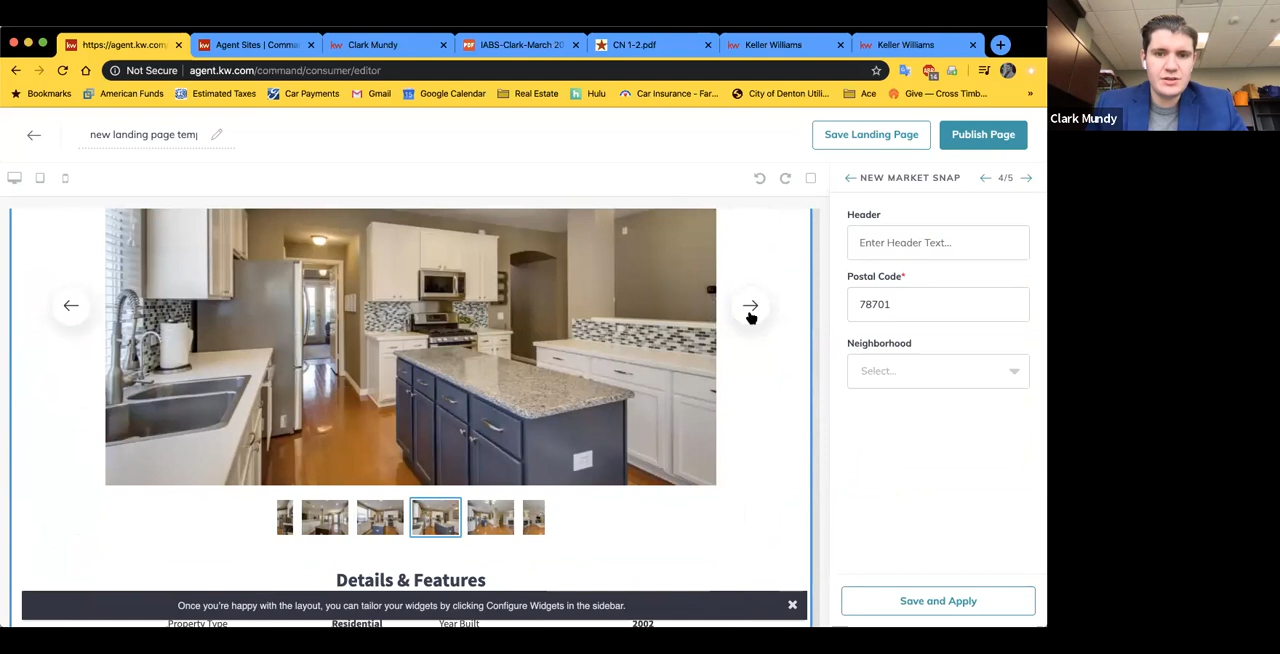 https://agent.kw.com
Agent Sites | Comma
Clark Mundy
IABS-Clark-March 20
CN 1-2.pdf
Keller Williams
Keller Williams
Not Secure
agent.kw.com/command/consumer/editor
14
Bookmarks
American Funds
Estimated Taxes
Car Payments
Gmail
Google Calendar
Real Estate
Hulu
Car Insurance - Far...
City of Denton Utili...
Ace
Give — Cross Timb...
»
Clark Mundy
new landing page temp
Save Landing Page
Publish Page
NEW MARKET SNAP
4/5
Header
Enter Header Text...
Postal Code*
78701
Neighborhood
Select...
Details & Features
Once you're happy with the layout, you can tailor your widgets by clicking Configure Widgets in the sidebar.
Save and Apply
Property Type Residential Year Built 2002